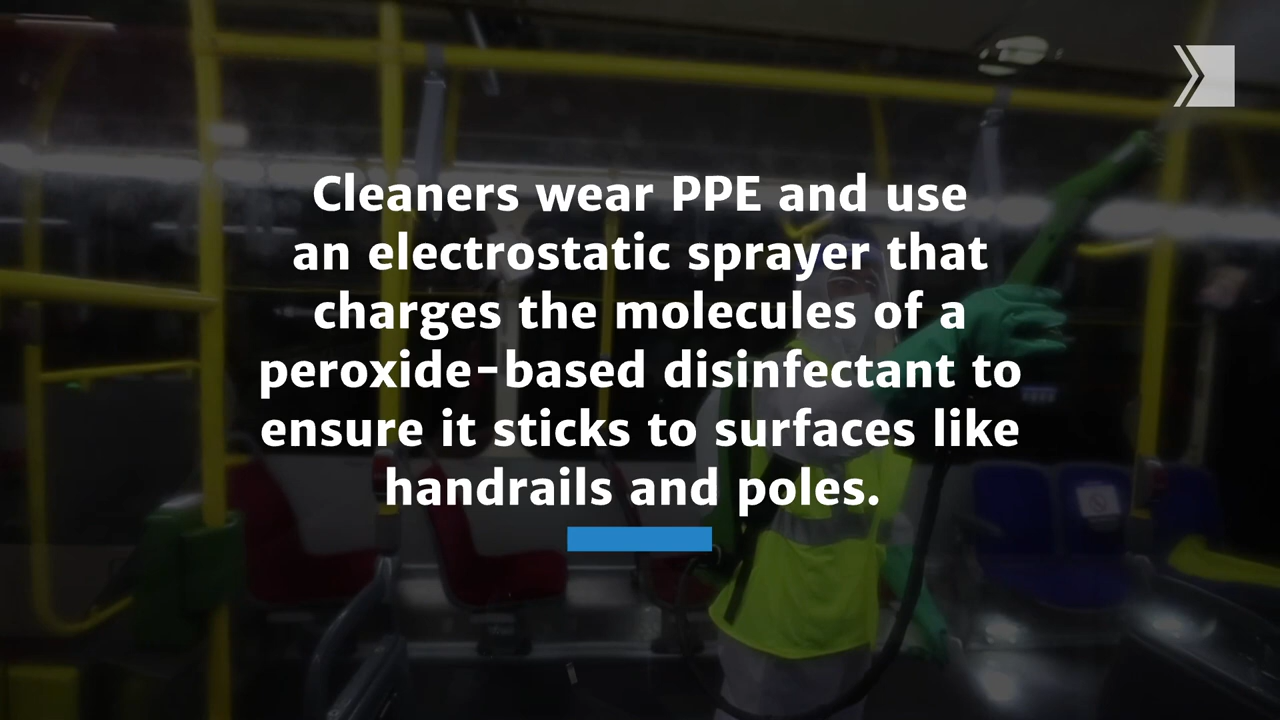 Cleaners wear PPE and use
an electrostatic sprayer that
charges the molecules of a
peroxide-based disinfectant to
ensure it sticks to surfaces like
handrails and poles.